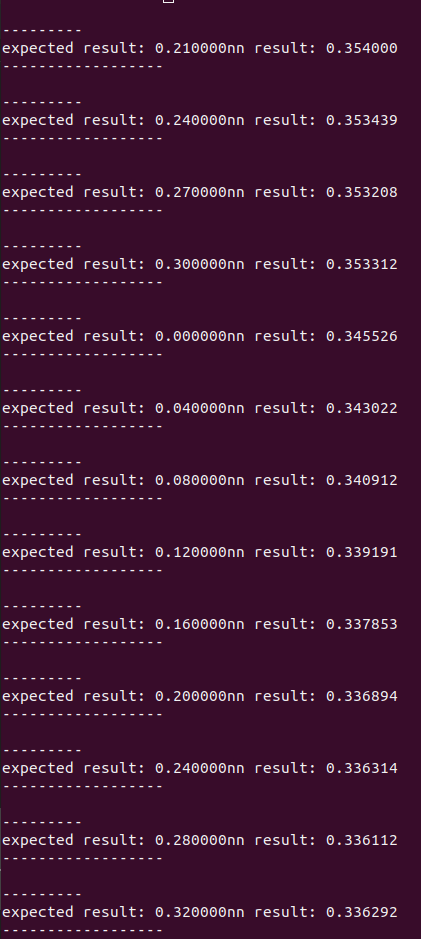 ---------
expected result: 0.210000nn result: 0.354000
------------------
---------
expected result: 0.240000nn result: 0.353439
------------------
---------
expected result: 0.270000nn result: 0.353208
------------------
---------
expected result: 0.300000nn result: 0.353312
------------------
---------
expected result: 0.000000nn result: 0.345526
------------------
---------
expected result: 0.040000nn result: 0.343022
------------------
---------
expected result: 0.080000nn result: 0.340912
------------------
---------
expected result: 0.120000nn result: 0.339191
------------------
---------
expected result: 0.160000nn result: 0.337853
------------------
---------
expected result: 0.200000nn result: 0.336894
------------------
---------
expected result: 0.240000nn result: 0.336314
------------------
---------
expected result: 0.280000nn result: 0.336112
------------------
---------
expected result: 0.320000nn result: 0.336292
------------------